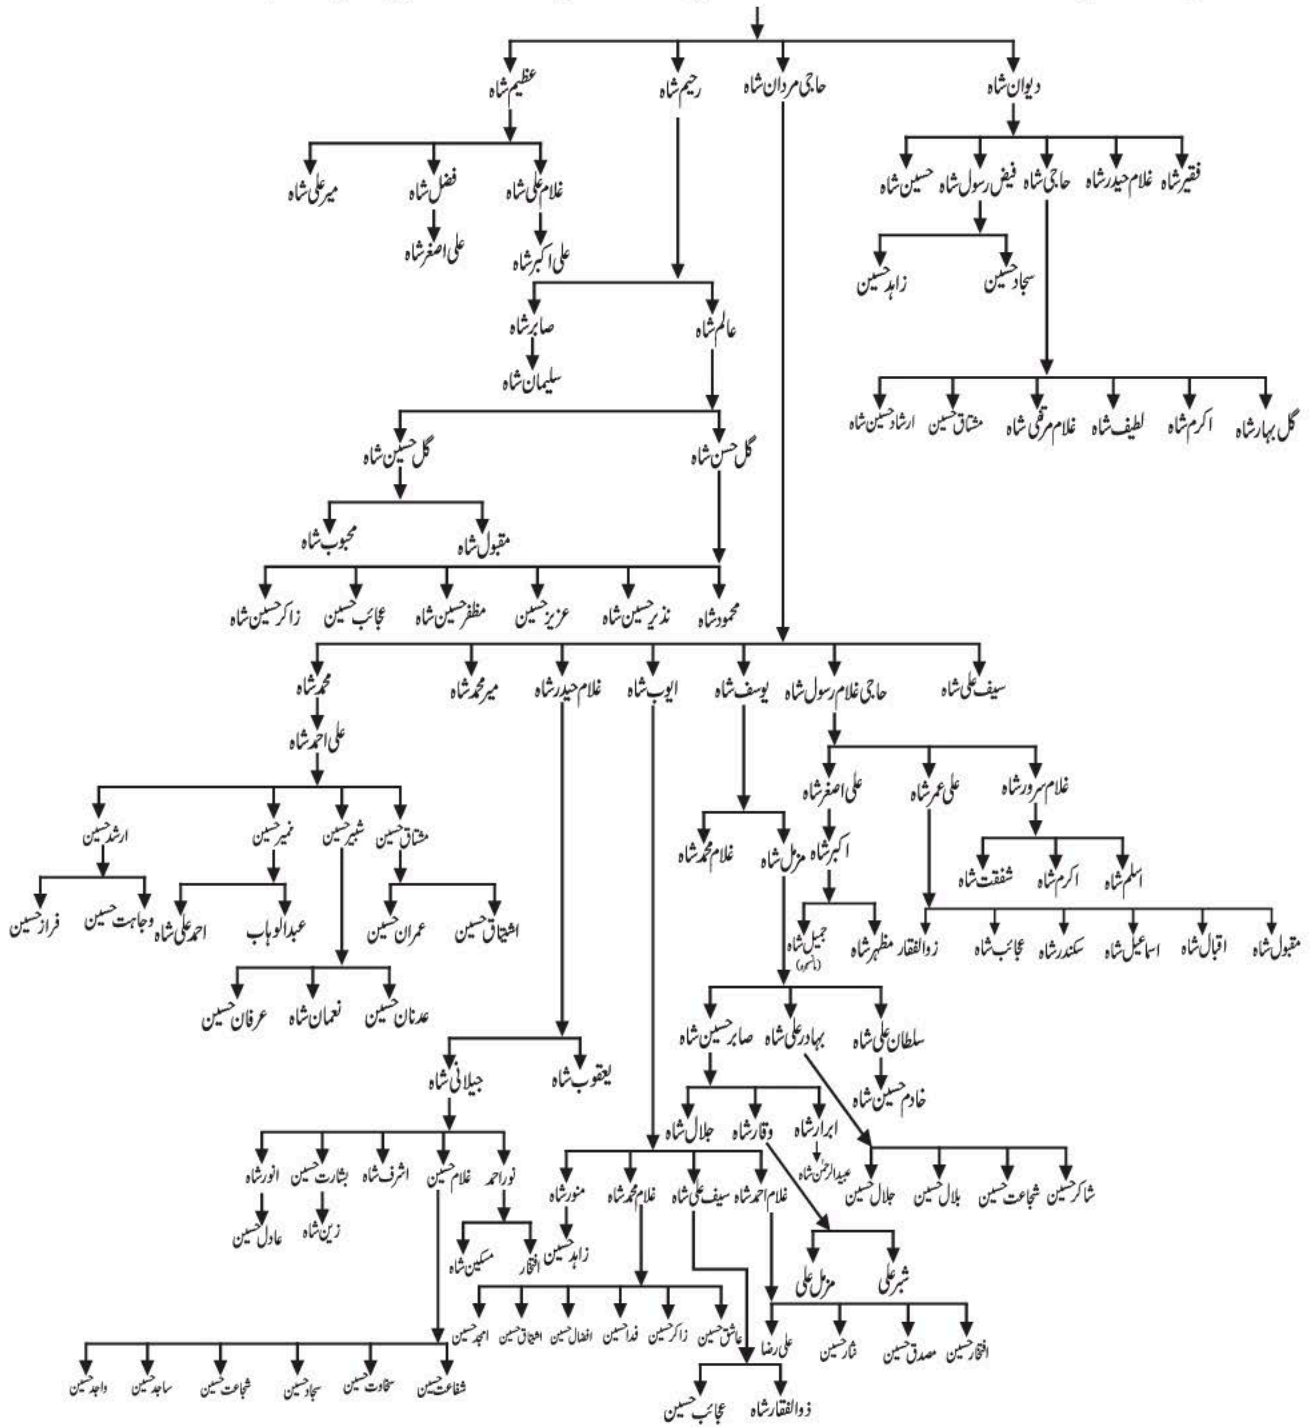 دیوان شاہ حاجی مردان شاہ رحیم شاہ عظیم شاہ
فقیر شاہ غلام حیدر شاہ حاجی شاہ فیض رسول شاہ حسین شاہ غلام علی شاہ فضل شاہ میر علی شاہ
علی اکبر شاہ علی اصغر شاہ
سجاد حسین زاہد حسین
عالم شاہ صابر شاہ
سلیمان شاہ
گل بہار شاہ اکرم شاہ لطیف شاہ غلام مرتضی شاہ مشتاق حسین ارشاد حسین شاہ
گل حسن شاہ گل حسین شاہ
مقبول شاہ محبوب شاہ
محمود شاہ نذیر حسین شاہ عزیز حسین مظفر حسین شاہ عجائب حسین زاکر حسین شاہ
سیف علی شاہ حاجی غلام رسول شاہ یوسف شاہ ایوب شاہ غلام حیدر شاہ میر محمد شاہ محمد شاہ
علی احمد شاہ
غلام سرور شاہ علی عمر شاہ علی اصغر شاہ
مشتاق حسین شبیر حسین ضمیر حسین ارشد حسین
اکبر شاہ مزمل شاہ غلام محمد شاہ
اسلم شاہ اکرم شاہ شفقت شاہ
اشتیاق حسین عمران حسین عبدالوہاب احمد علی شاہ وجاہت حسین فراز حسین
مقبول شاہ اقبال شاہ اسماعیل شاہ سکندر شاہ عجائب شاہ زوالفقار مظہر شاہ جمیل شاہ
(مانسہرہ)
عدنان حسین نعمان شاہ عرفان حسین
سلطان علی شاہ بہادر علی شاہ صابر حسین شاہ
یعقوب شاہ جیلانی شاہ
خادم حسین شاہ
ابرار شاہ وقار شاہ جلال شاہ
عبیدالرحمٰن شاہ
نور احمد غلام حسین اشرف شاہ بشارت حسین انور شاہ
شاکر حسین شجاعت حسین بلال حسین جلال حسین
غلام احمد شاہ سیف علی شاہ غلام محمد شاہ منور شاہ
زین شاہ عادل حسین
زاہد حسین افتخار مسکین شاہ
شبر علی مزمل علی
عاشق حسین زاکر حسین فدا حسین افضال حسین اشتیاق حسین امجد حسین
افتخار حسین مصدق حسین نثار حسین علی رضا
شفاعت حسین سخاوت حسین سجاد حسین شجاعت حسین ساجد حسین واجد حسین
ذوالفقار شاہ عجائب حسین